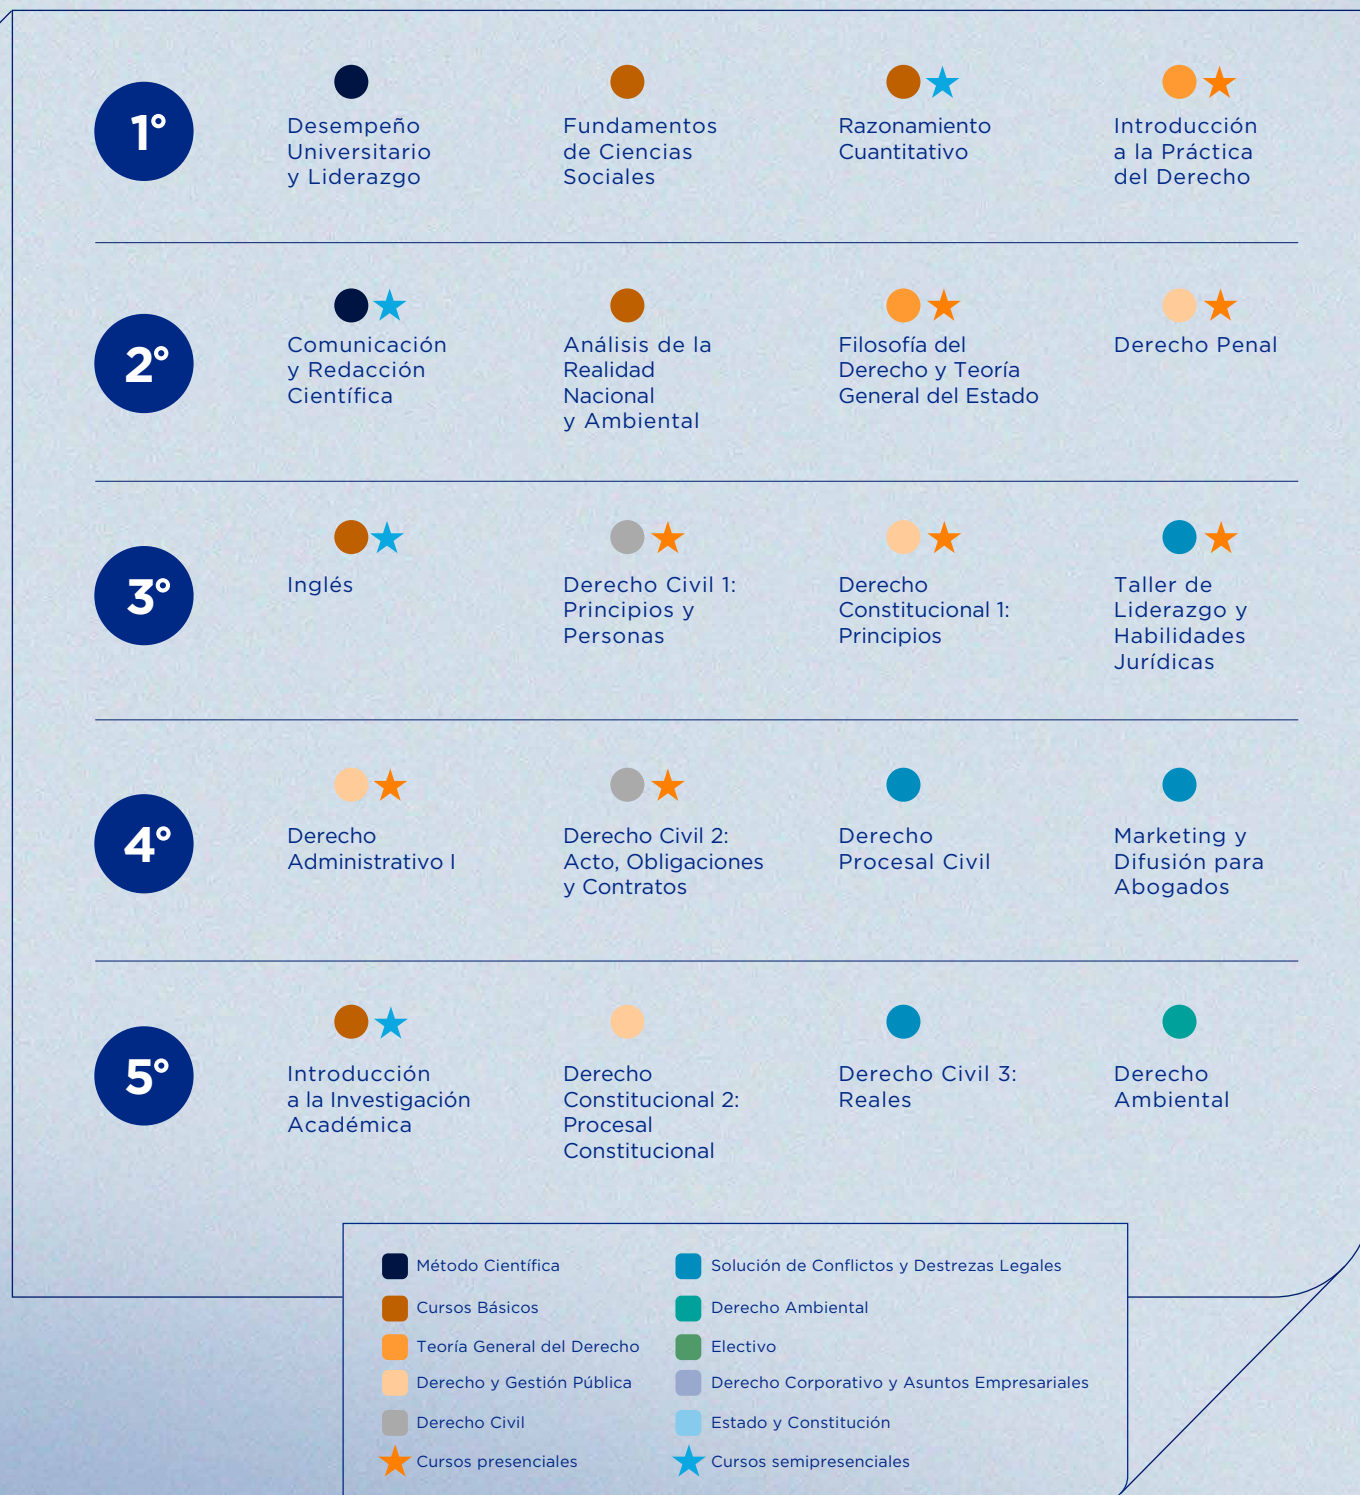 1°
Desempeño
Universitario
y Liderazgo
Fundamentos
de Ciencias
Sociales
Razonamiento
Cuantitativo
Introducción
a la Práctica
del Derecho
2°
Comunicación
y Redacción
Científica
Análisis de la
Realidad
Nacional
y Ambiental
Filosofía del
Derecho y Teoría
General del Estado
Derecho Penal
3°
Inglés
Derecho Civil 1:
Principios y
Personas
Derecho
Constitucional 1:
Principios
Taller de
Liderazgo y
Habilidades
Jurídicas
4°
Derecho
Administrativo I
Derecho Civil 2:
Acto, Obligaciones
y Contratos
Derecho
Procesal Civil
Marketing y
Difusión para
Abogados
5°
Introducción
a la Investigación
Académica
Derecho
Constitucional 2:
Procesal
Constitucional
Derecho Civil 3:
Reales
Derecho
Ambiental
Método Científica
Cursos Básicos
Teoría General del Derecho
Derecho y Gestión Pública
Derecho Civil
Cursos presenciales
Solución de Conflictos y Destrezas Legales
Derecho Ambiental
Electivo
Derecho Corporativo y Asuntos Empresariales
Estado y Constitución
Cursos semipresenciales